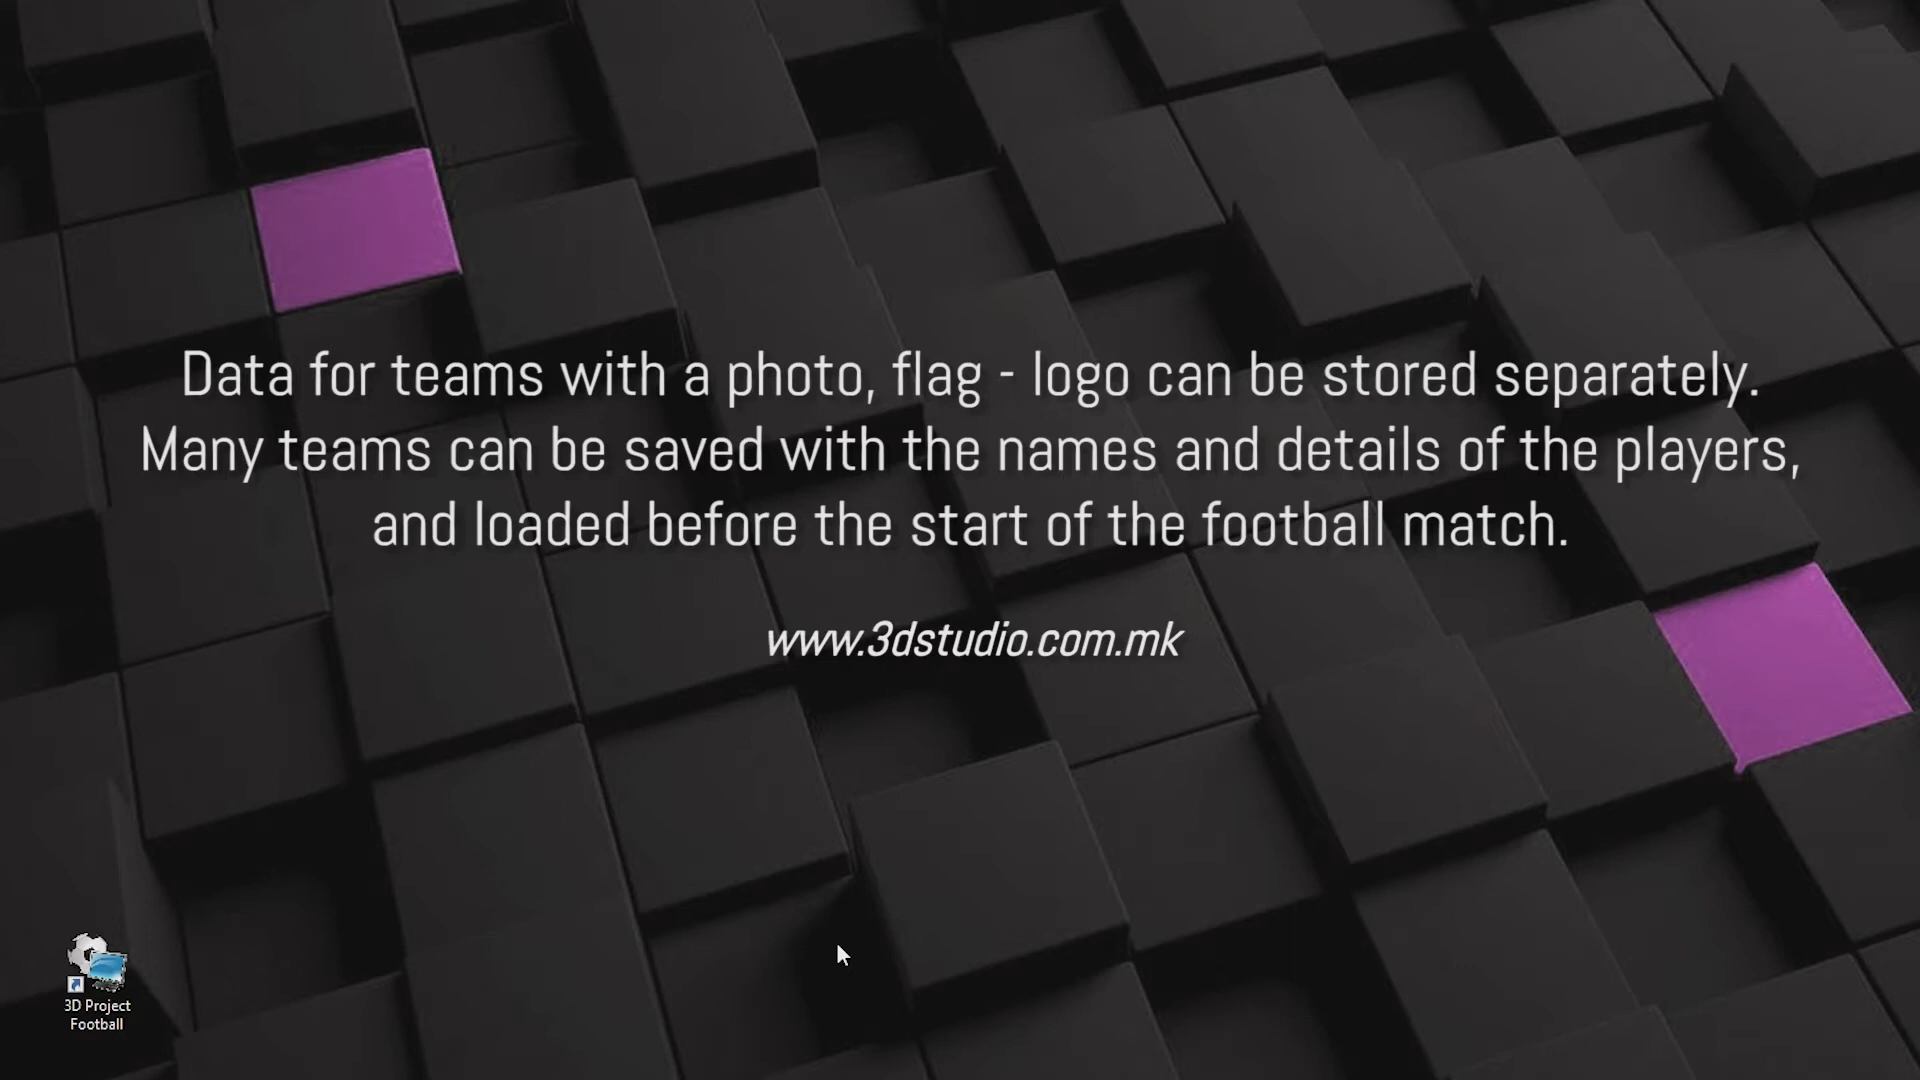 Data for teams with a photo, flag - logo can be stored separately.
Many teams can be saved with the names and details of the players,
and loaded before the start of the football match.
www.3dstudio.com.mk
3D Project
Football